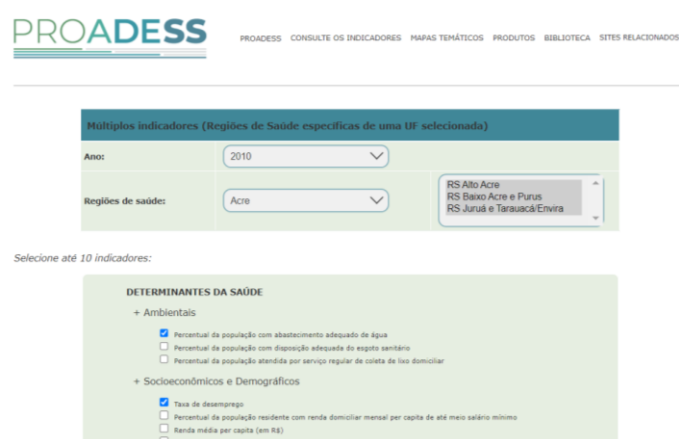 PROADESS
PROADESS CONSULTE OS INDICADORES MAPAS TEMÁTICOS PRODUTOS BIBLIOTECA SITES RELACIONADOS
Múltiplos indicadores (Regiões de Saúde específicas de uma UF selecionada)
Ano: 2010
Regiões de saúde: Acre
RS Alto Acre
RS Baixo Acre e Purus
RS Juruá e Tarauacá/Envira
Selecione até 10 indicadores:
DETERMINANTES DA SAÚDE
+ Ambientais
Percentual da população com abastecimento adequado de água
Percentual da população com disposição adequada do esgoto sanitário
Percentual da população atendida por serviço regular de coleta de lixo domiciliar
+ Socioeconômicos e Demográficos
Taxa de desemprego
Percentual da população residente com renda domiciliar mensal per capita de até meio salário mínimo
Renda média per capita (em R$)